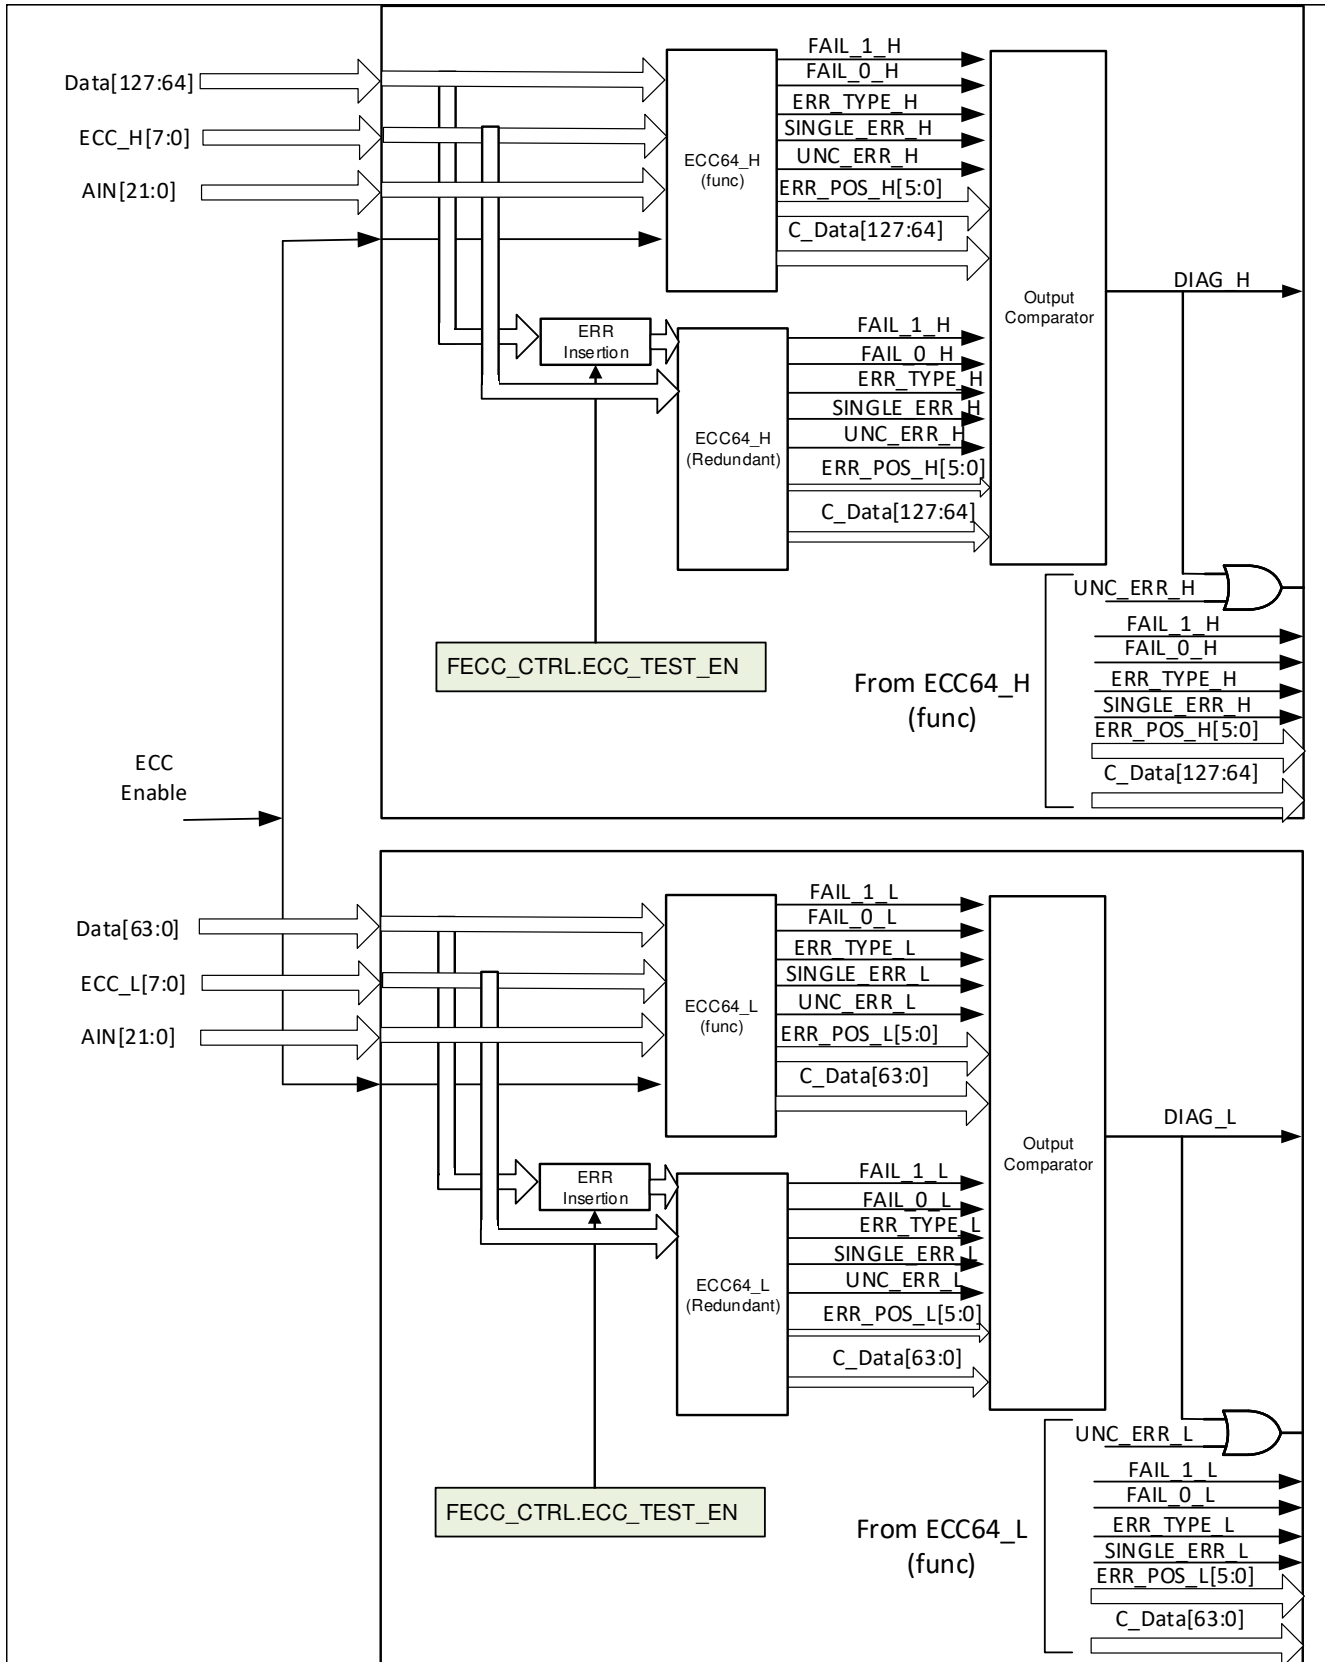 Data[127:64]
ECC_H[7:0]
AIN[21:0]
FAIL_1_H
FAIL_0_H
ERR_TYPE_H
SINGLE_ERR_H
UNC_ERR_H
ERR_POS_H[5:0]
C_Data[127:64]
ECC64_H
(func)
Output
Comparator
DIAG_H
ERR
Insertion
FAIL_1_H
FAIL_0_H
ERR_TYPE_H
SINGLE_ERR_H
UNC_ERR_H
ERR_POS_H[5:0]
C_Data[127:64]
ECC64_H
(Redundant)
FECC_CTRL.ECC_TEST_EN
From ECC64_H
(func)
UNC_ERR_H
FAIL_1_H
FAIL_0_H
ERR_TYPE_H
SINGLE_ERR_H
ERR_POS_H[5:0]
C_Data[127:64]
ECC
Enable
Data[63:0]
ECC_L[7:0]
AIN[21:0]
FAIL_1_L
FAIL_0_L
ERR_TYPE_L
SINGLE_ERR_L
UNC_ERR_L
ERR_POS_L[5:0]
C_Data[63:0]
ECC64_L
(func)
Output
Comparator
DIAG_L
ERR
Insertion
FAIL_1_L
FAIL_0_L
ERR_TYPE_L
SINGLE_ERR_L
UNC_ERR_L
ERR_POS_L[5:0]
C_Data[63:0]
ECC64_L
(Redundant)
FECC_CTRL.ECC_TEST_EN
From ECC64_L
(func)
UNC_ERR_L
FAIL_1_L
FAIL_0_L
ERR_TYPE_L
SINGLE_ERR_L
ERR_POS_L[5:0]
C_Data[63:0]